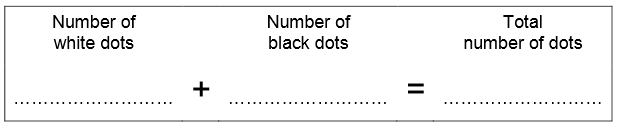 Number of white dots
Number of black dots
Total number of dots
........................... + ........................... = ...........................